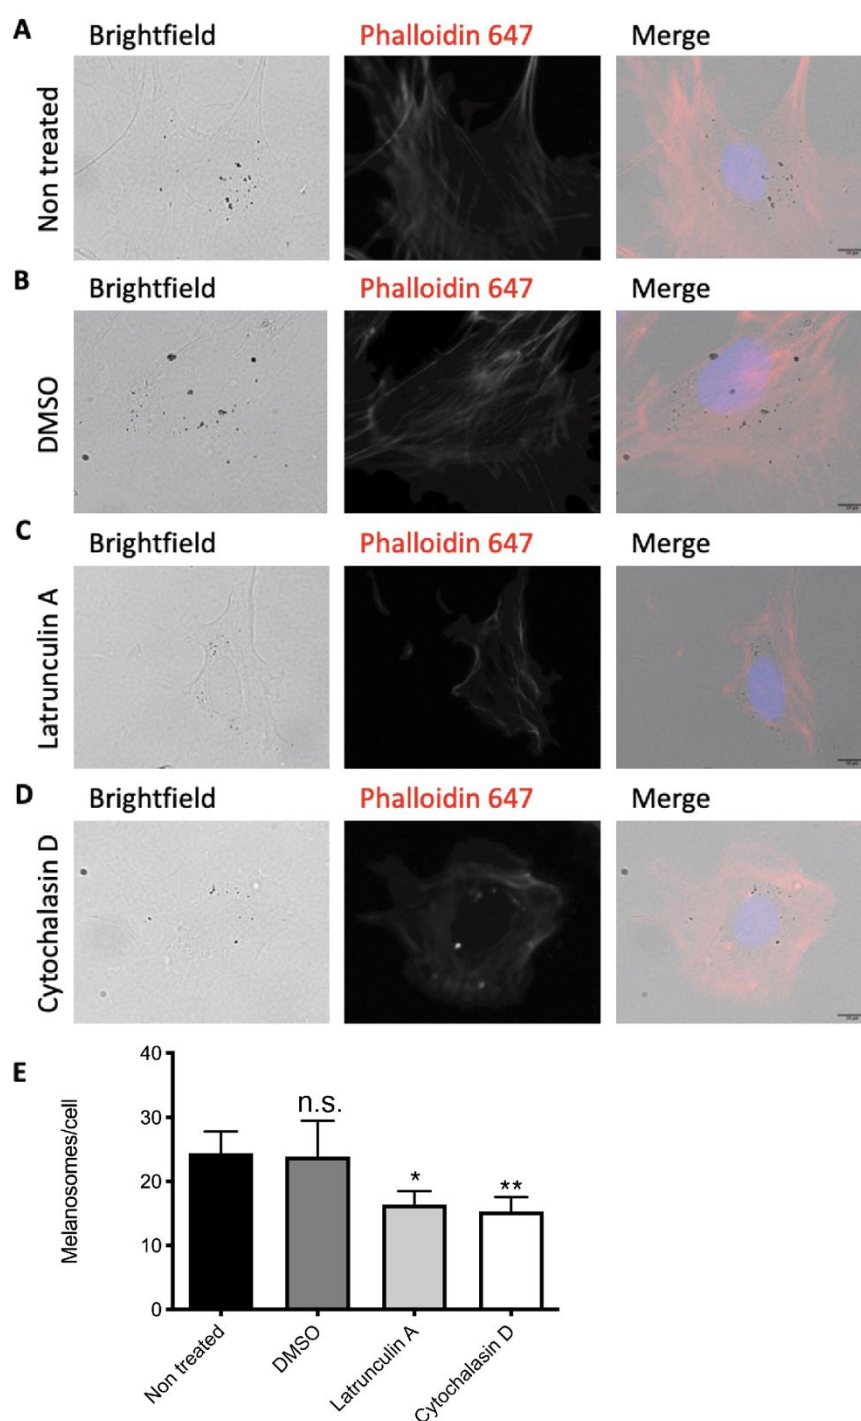 A
Brightfield Phalloidin 647 Merge
Non treated
B
Brightfield Phalloidin 647 Merge
DMSO
C
Brightfield Phalloidin 647 Merge
Latrunculin A
D
Brightfield Phalloidin 647 Merge
Cytochalasin D
E
Melanosomes/cell
40
30
20
10
0
n.s.
*
**
Non treated
DMSO
Latrunculin A
Cytochalasin D